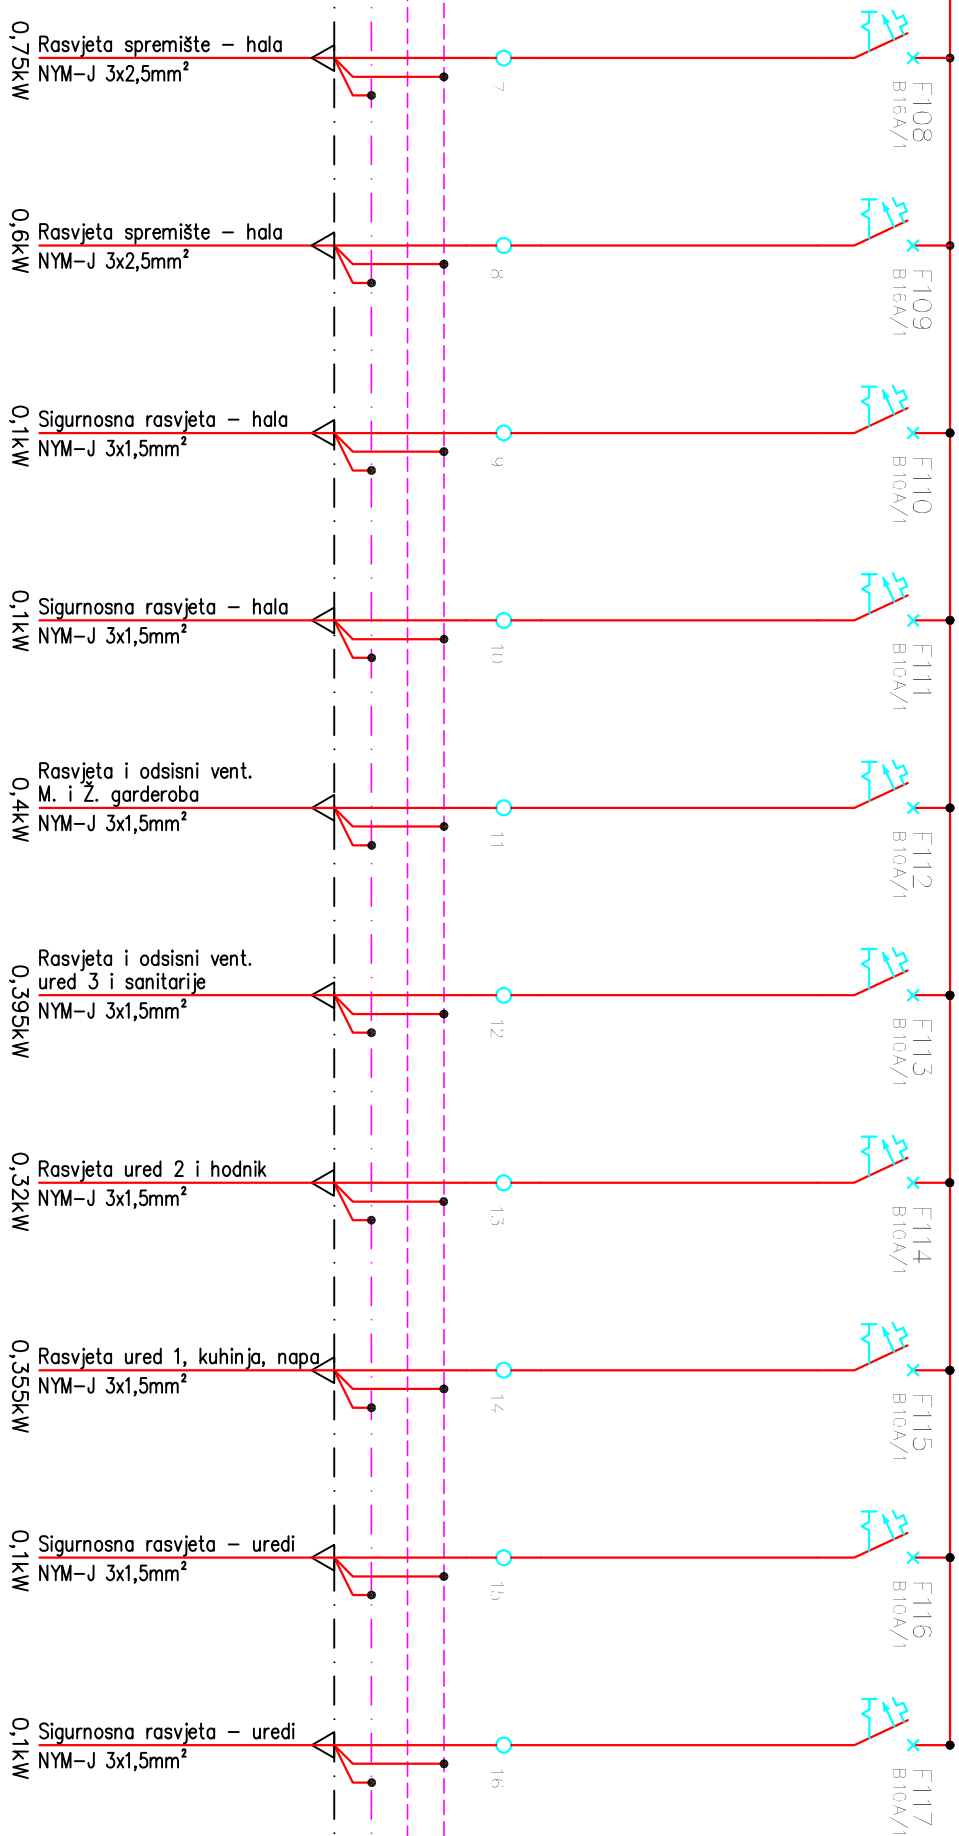 0,75kW
Rasvjeta spremište – hala
NYM–J 3x2,5mm²
7
F108
B16A/1
0,6kW
Rasvjeta spremište – hala
NYM–J 3x2,5mm²
8
F109
B16A/1
0,1kW
Sigurnosna rasvjeta – hala
NYM–J 3x1,5mm²
9
F110
B10A/1
0,1kW
Sigurnosna rasvjeta – hala
NYM–J 3x1,5mm²
10
F111
B10A/1
0,4kW
Rasvjeta i odsisni vent.
M. i Ž. garderoba
NYM–J 3x1,5mm²
11
F112
B10A/1
0,395kW
Rasvjeta i odsisni vent.
ured 3 i sanitarije
NYM–J 3x1,5mm²
12
F113
B10A/1
0,32kW
Rasvjeta ured 2 i hodnik
NYM–J 3x1,5mm²
13
F114
B10A/1
0,355kW
Rasvjeta ured 1, kuhinja, napa
NYM–J 3x1,5mm²
14
F115
B10A/1
0,1kW
Sigurnosna rasvjeta – uredi
NYM–J 3x1,5mm²
15
F116
B10A/1
0,1kW
Sigurnosna rasvjeta – uredi
NYM–J 3x1,5mm²
16
F117
B10A/1